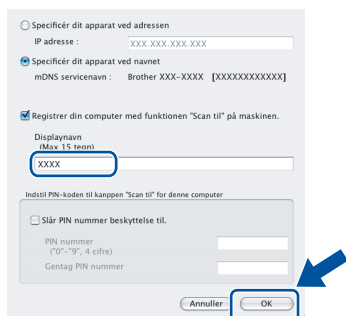 Specificér dit apparat ved adressen
IP adresse : XXX.XXX.XXX.XXX
Specificér dit apparat ved navnet
mDNS servicenavn : Brother XXX-XXXX [XXXXXXXXXXXX]
Registrer din computer med funktionen "Scan til" på maskinen.
Displaynavn
(Max 15 tegn)
XXXX
Indstil PIN-koden til kanppen "Scan til" for denne computer
Slår PIN nummer beskyttelse til.
PIN nummer
("0"-"9", 4 cifre)
Gentag PIN nummer
Annuller OK